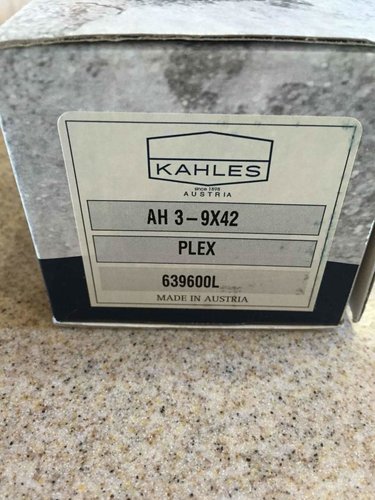 KAHLES
since 1898
AUSTRIA
AH 3-9X42
PLEX
639600L
MADE IN AUSTRIA